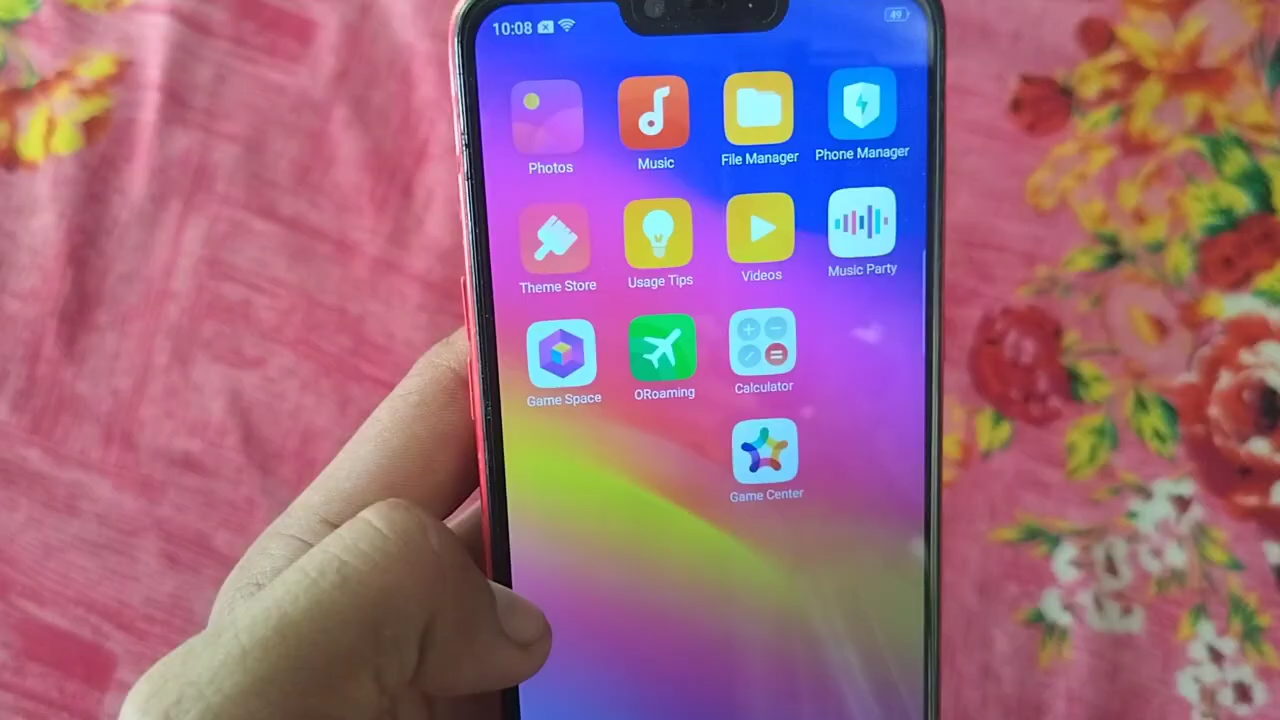 10:08
49
Photos
Music
File Manager
Phone Manager
Theme Store
Usage Tips
Videos
Music Party
Game Space
ORoaming
Calculator
Game Center